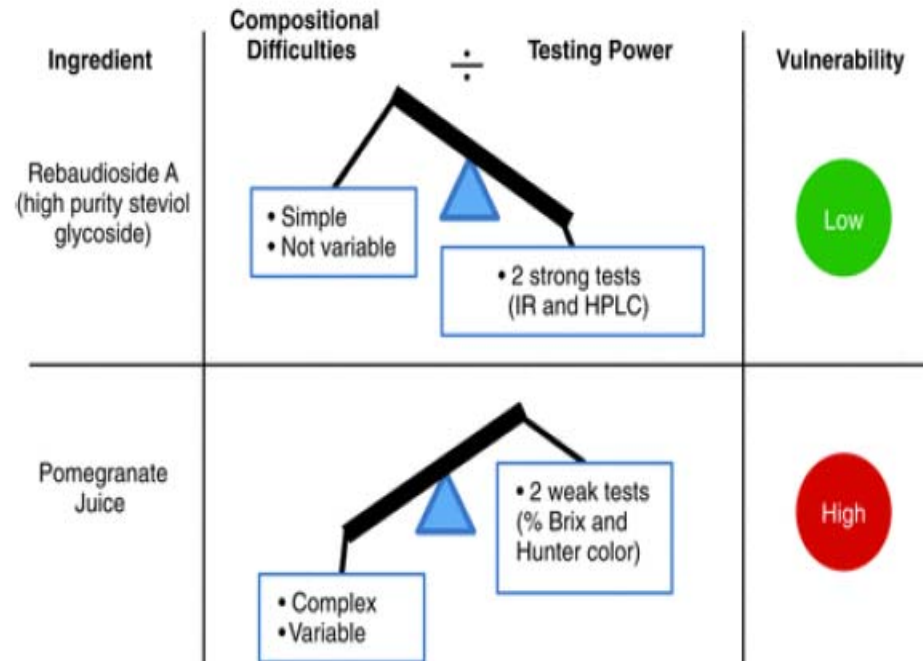 Ingredient
Compositional
Difficulties
÷
Testing Power
Vulnerability
Rebaudioside A
(high purity steviol
glycoside)
• Simple
• Not variable
• 2 strong tests
(IR and HPLC)
Low
Pomegranate
Juice
• Complex
• Variable
• 2 weak tests
(% Brix and
Hunter color)
High